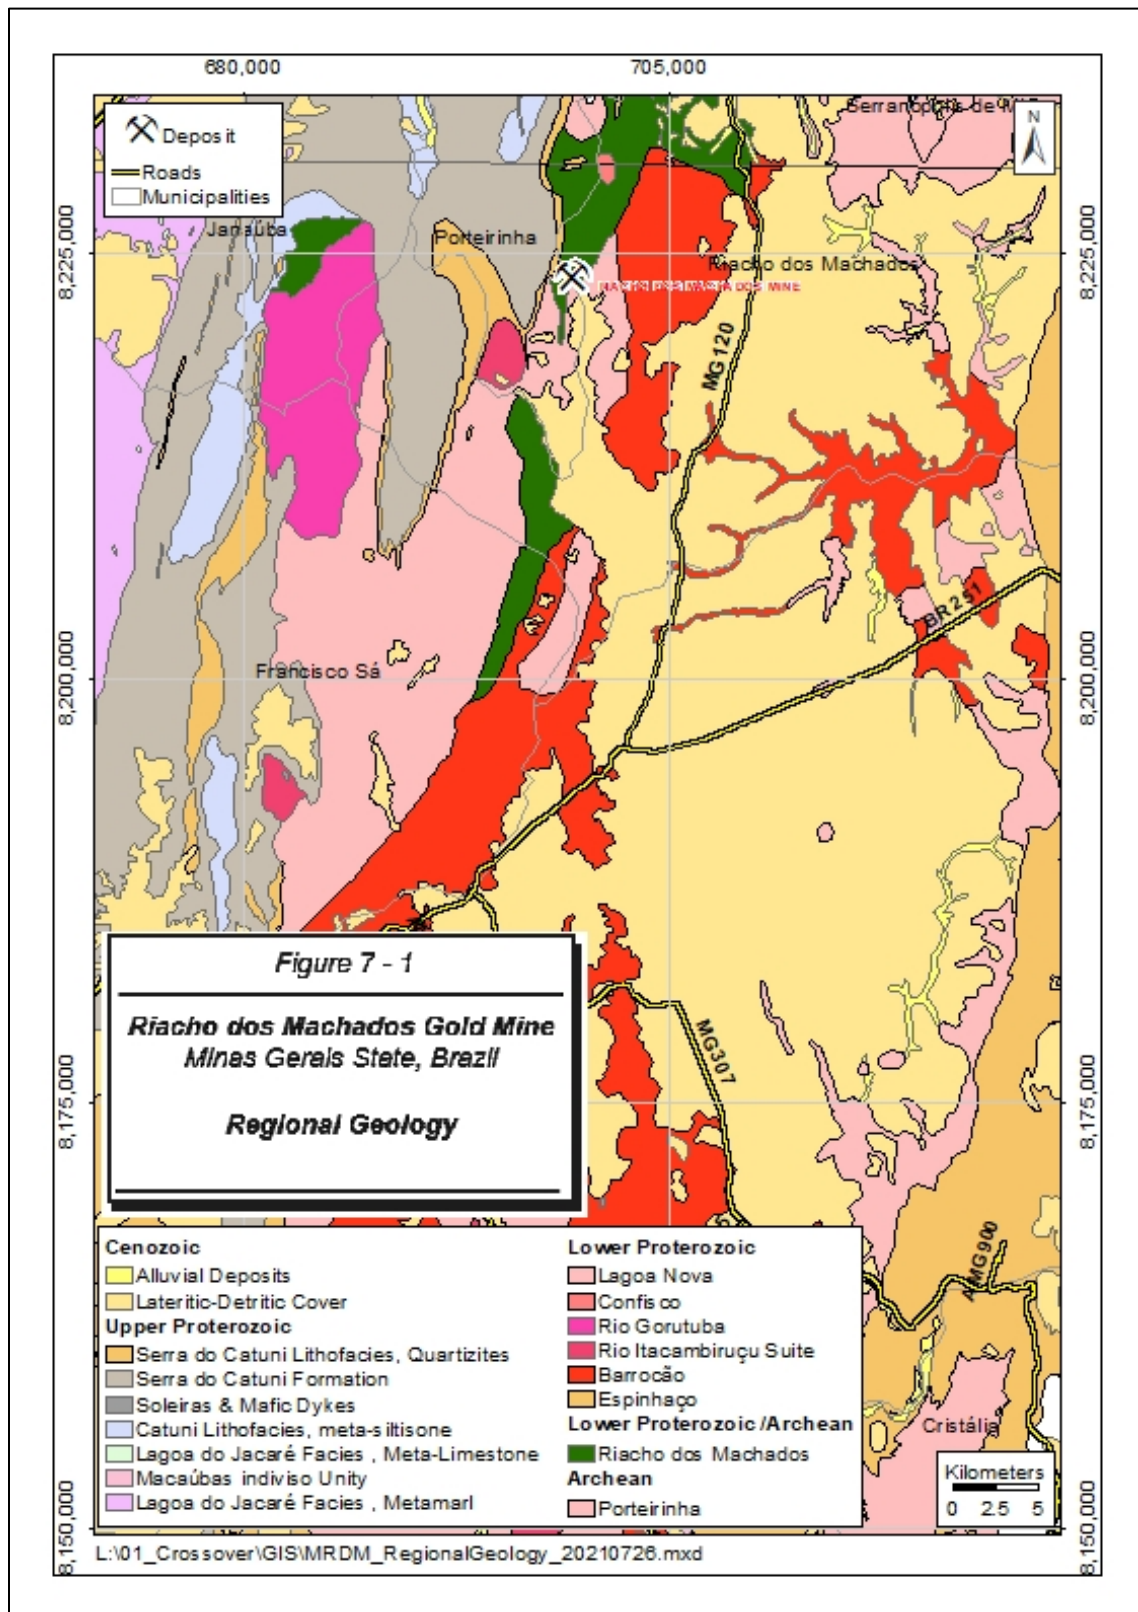 680,000 705,000
Deposit
Roads
Municipalities
Serranópolis de M
N
Janaúba
Porteirinha
8,225,000
8,225,000
Riacho dos Machados
MINE
MG120
BR251
Francisco Sá
8,200,000
8,200,000
Figure 7 - 1
Riacho dos Machados Gold Mine
Minas Gerais State, Brazil
Regional Geology
MG307
8,175,000
8,175,000
AMG900
Cristália
Cenozoic
Alluvial Deposits
Lateritic-Detritic Cover
Upper Proterozoic
Serra do Catuni Lithofacies, Quartizites
Serra do Catuni Formation
Soleiras & Mafic Dykes
Catuni Lithofacies, meta-siltisone
Lagoa do Jacaré Facies , Meta-Limestone
Macaúbas indiviso Unity
Lagoa do Jacaré Facies , Metamarl
Lower Proterozoic
Lagoa Nova
Confisco
Rio Gorutuba
Rio Itacambiruçu Suite
Barrocão
Espinhaço
Lower Proterozoic /Archean
Riacho dos Machados
Archean
Porteirinha
Kilometers
0 2.5 5
8,150,000
8,150,000
L:\01_Crossover\GIS\MRDM_RegionalGeology_20210726.mxd